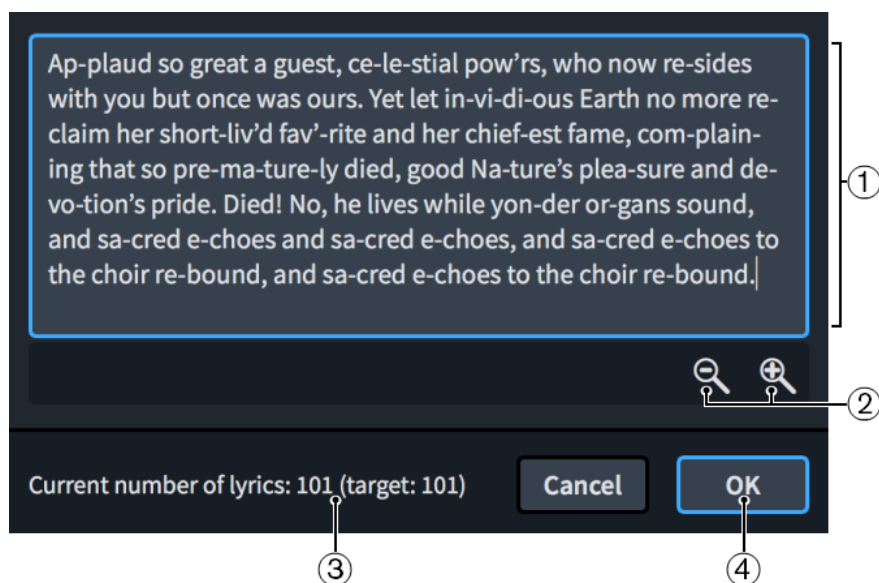 Ap-plaud so great a guest, ce-le-stial pow’rs, who now re-sides
with you but once was ours. Yet let in-vi-di-ous Earth no more re-
claim her short-liv’d fav’-rite and her chief-est fame, com-plain-
ing that so pre-ma-ture-ly died, good Na-ture’s plea-sure and de-
vo-tion’s pride. Died! No, he lives while yon-der or-gans sound,
and sa-cred e-choes and sa-cred e-choes, and sa-cred e-choes to
the choir re-bound, and sa-cred e-choes to the choir re-bound.
①
②
Current number of lyrics: 101 (target: 101)
Cancel
OK
③
④